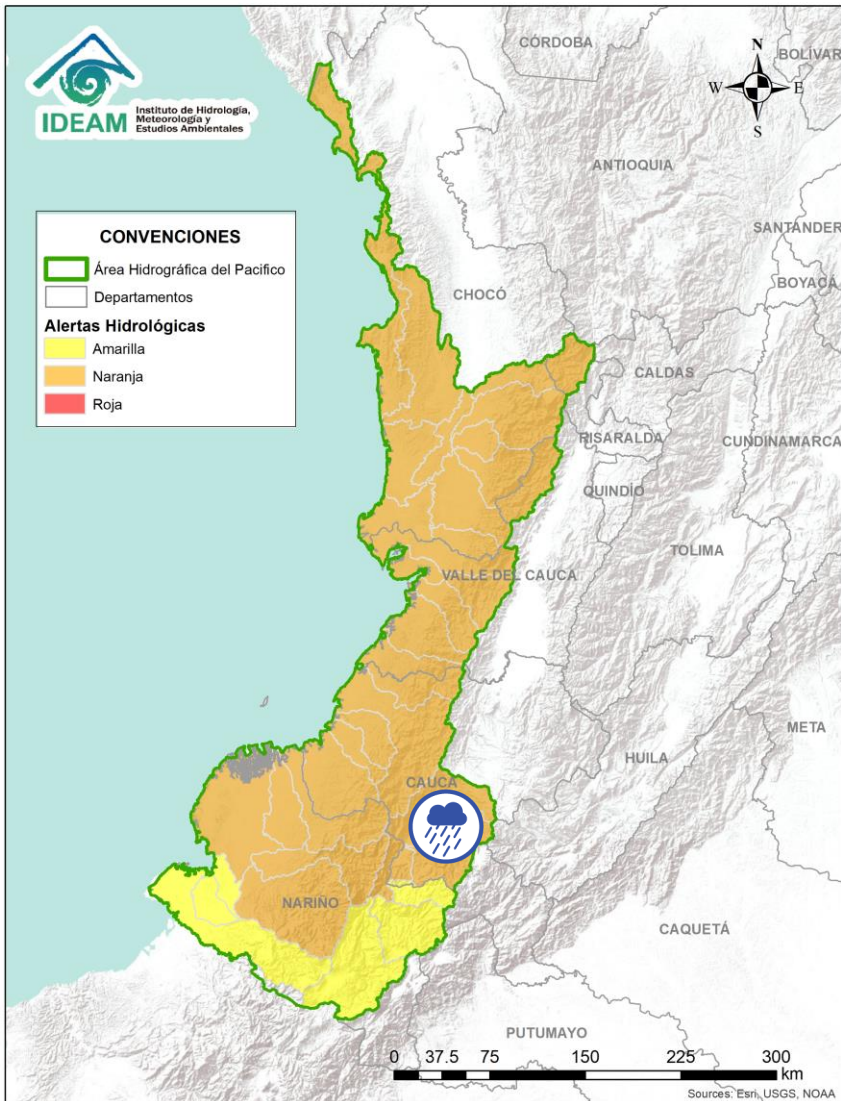 IDEAM
Instituto de Hidrología,
Meteorología y
Estudios Ambientales
CÓRDOBA
BOLÍVAR
N
W
E
S
ANTIOQUIA
SANTANDER
BOYACÁ
CONVENCIONES
Área Hidrográfica del Pacifico
Departamentos
Alertas Hidrológicas
Amarilla
Naranja
Roja
CHOCÓ
CALDAS
RISARALDA
CUNDINAMARCA
QUINDÍO
TOLIMA
VALLE DEL CAUCA
META
HUILA
CAUCA
NARIÑO
CAQUETÁ
PUTUMAYO
0 37.5 75 150 225 300
km
Sources: Esri, USGS, NOAA